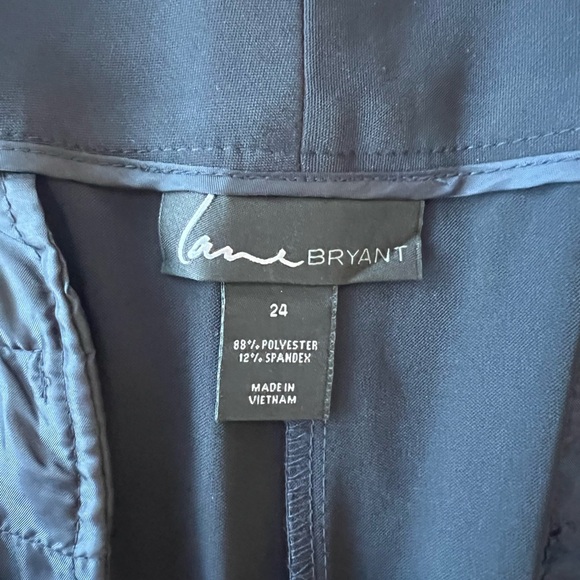 Lane BRYANT
24
88% POLYESTER
12% SPANDEX
MADE IN
VIETNAM